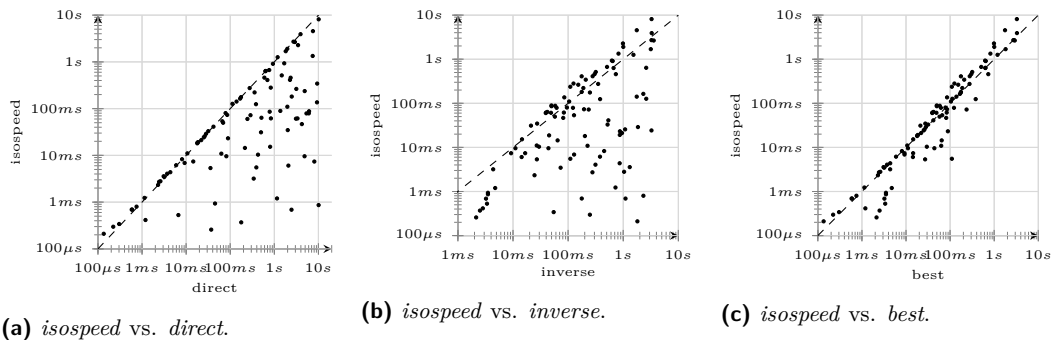 10s
1s
100ms
10ms
1ms
100μs
isospeed
100μs 1ms 10ms 100ms 1s 10s
direct
(a) isospeed vs. direct.
10s
1s
100ms
10ms
1ms
100μs
isospeed
1ms 10ms 100ms 1s 10s
inverse
(b) isospeed vs. inverse.
10s
1s
100ms
10ms
1ms
100μs
isospeed
100μs 1ms 10ms 100ms 1s 10s
best
(c) isospeed vs. best.